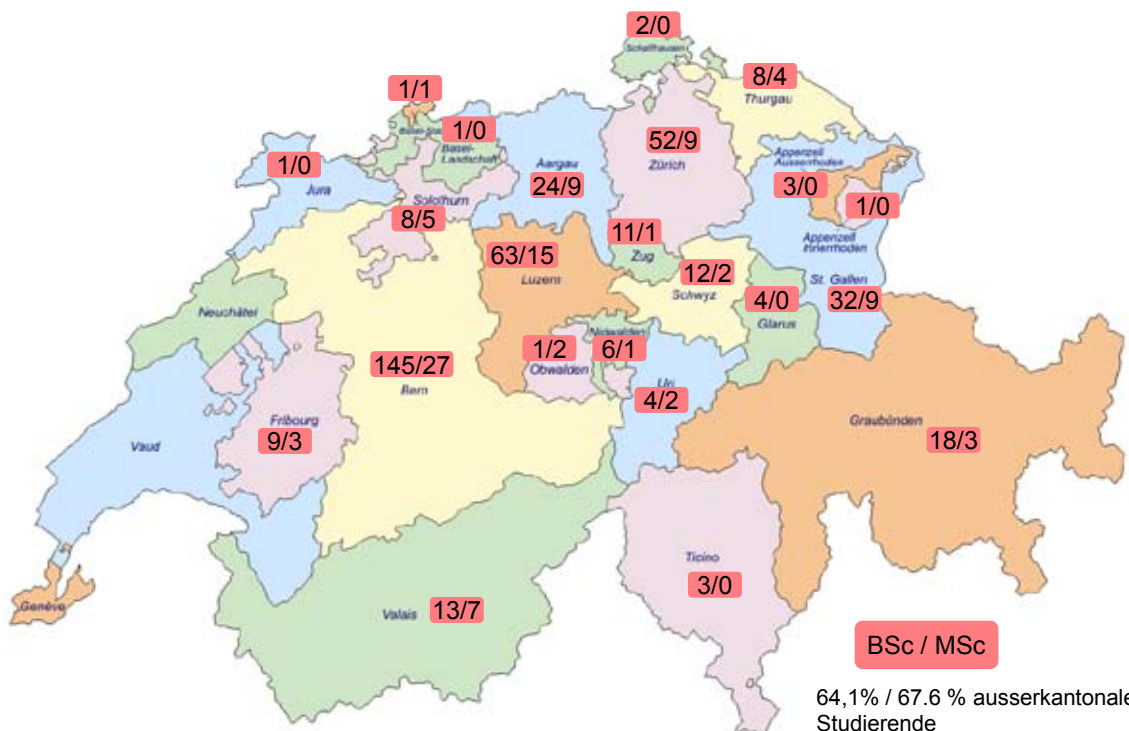 2/0
Schaffhausen
8/4
Thurgau
1/1
1/0
Basel-
Landschaft
52/9
Zürich
Appenzell
Ausserrhoden
1/0
Jura
Aargau
24/9
3/0
1/0
Solothurn
8/5
11/1
Zug
Appenzell
Innerrhoden
63/15
Luzern
12/2
Schwyz
St. Gallen
32/9
4/0
Glarus
Neuchâtel
Nidwalden
1/2
Obwalden
6/1
145/27
Bern
Uri
4/2
Fribourg
9/3
Graubünden
18/3
Vaud
Ticino
3/0
Genève
Valais
13/7
BSc / MSc
64,1% / 67.6 % ausserkantonale
Studierende